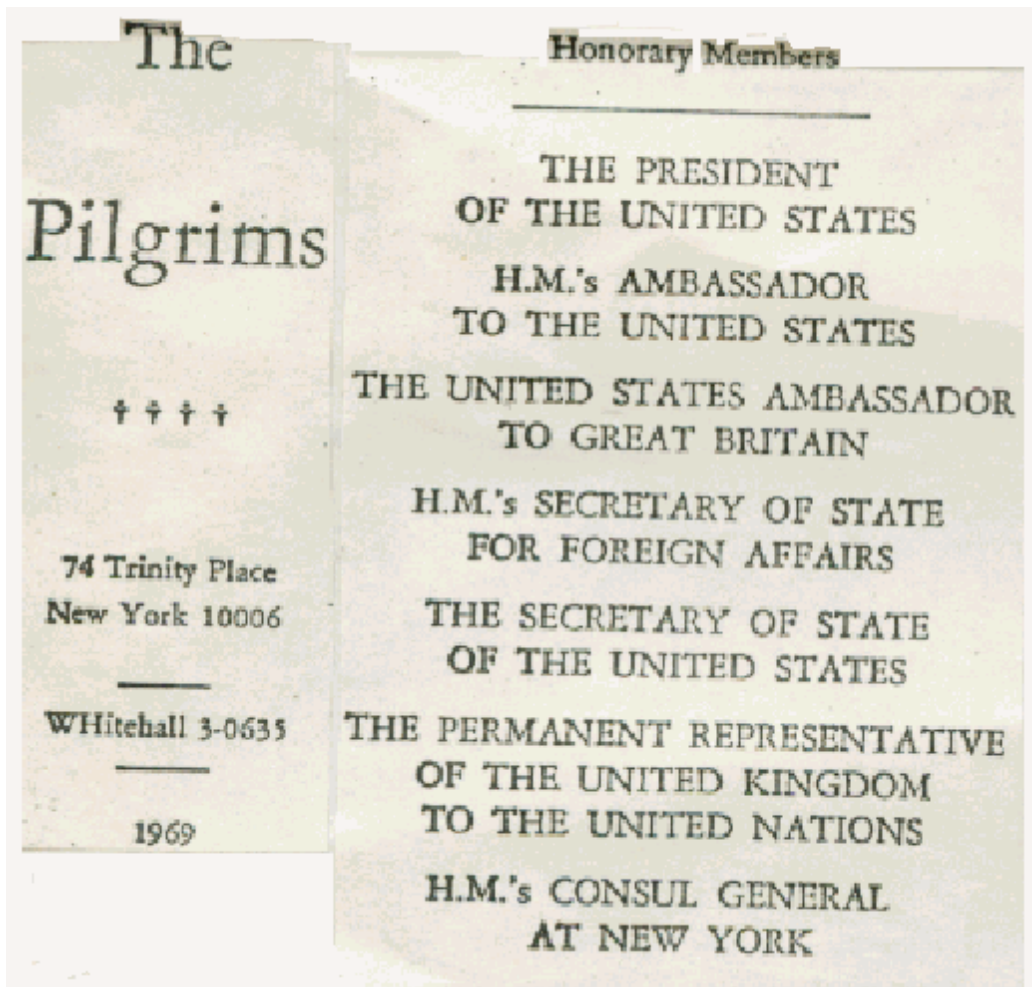 The
Pilgrims
74 Trinity Place
New York 10006
WHitehall 3-0635
1969
Honorary Members
THE PRESIDENT
OF THE UNITED STATES
H.M.'s AMBASSADOR
TO THE UNITED STATES
THE UNITED STATES AMBASSADOR
TO GREAT BRITAIN
H.M.'s SECRETARY OF STATE
FOR FOREIGN AFFAIRS
THE SECRETARY OF STATE
OF THE UNITED STATES
THE PERMANENT REPRESENTATIVE
OF THE UNITED KINGDOM
TO THE UNITED NATIONS
H.M.'s CONSUL GENERAL
AT NEW YORK